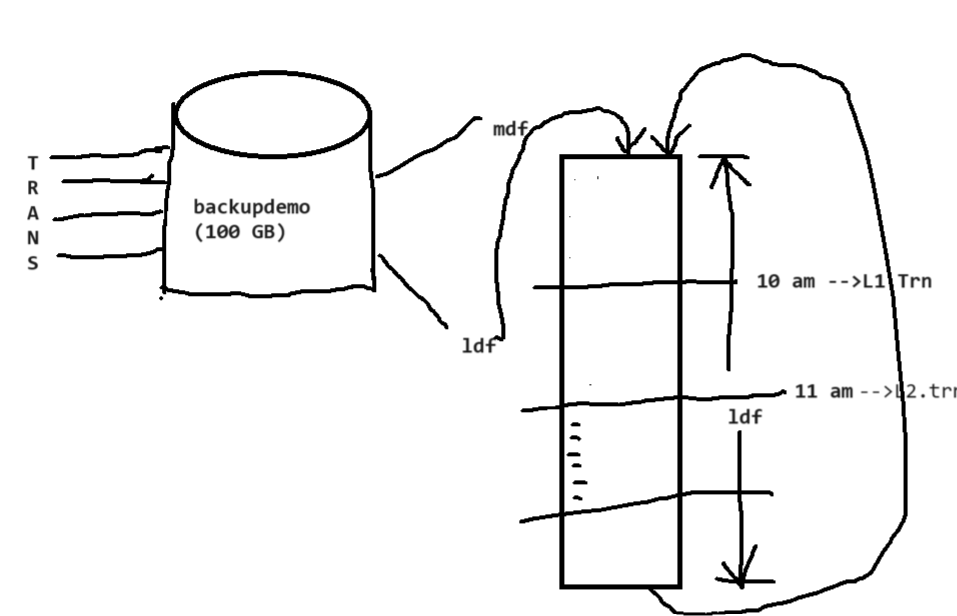 T
R
A
N
S
backupdemo
(100 GB)
mdf
ldf
10 am -->L1 Trn
11 am -->L2.trn
ldf